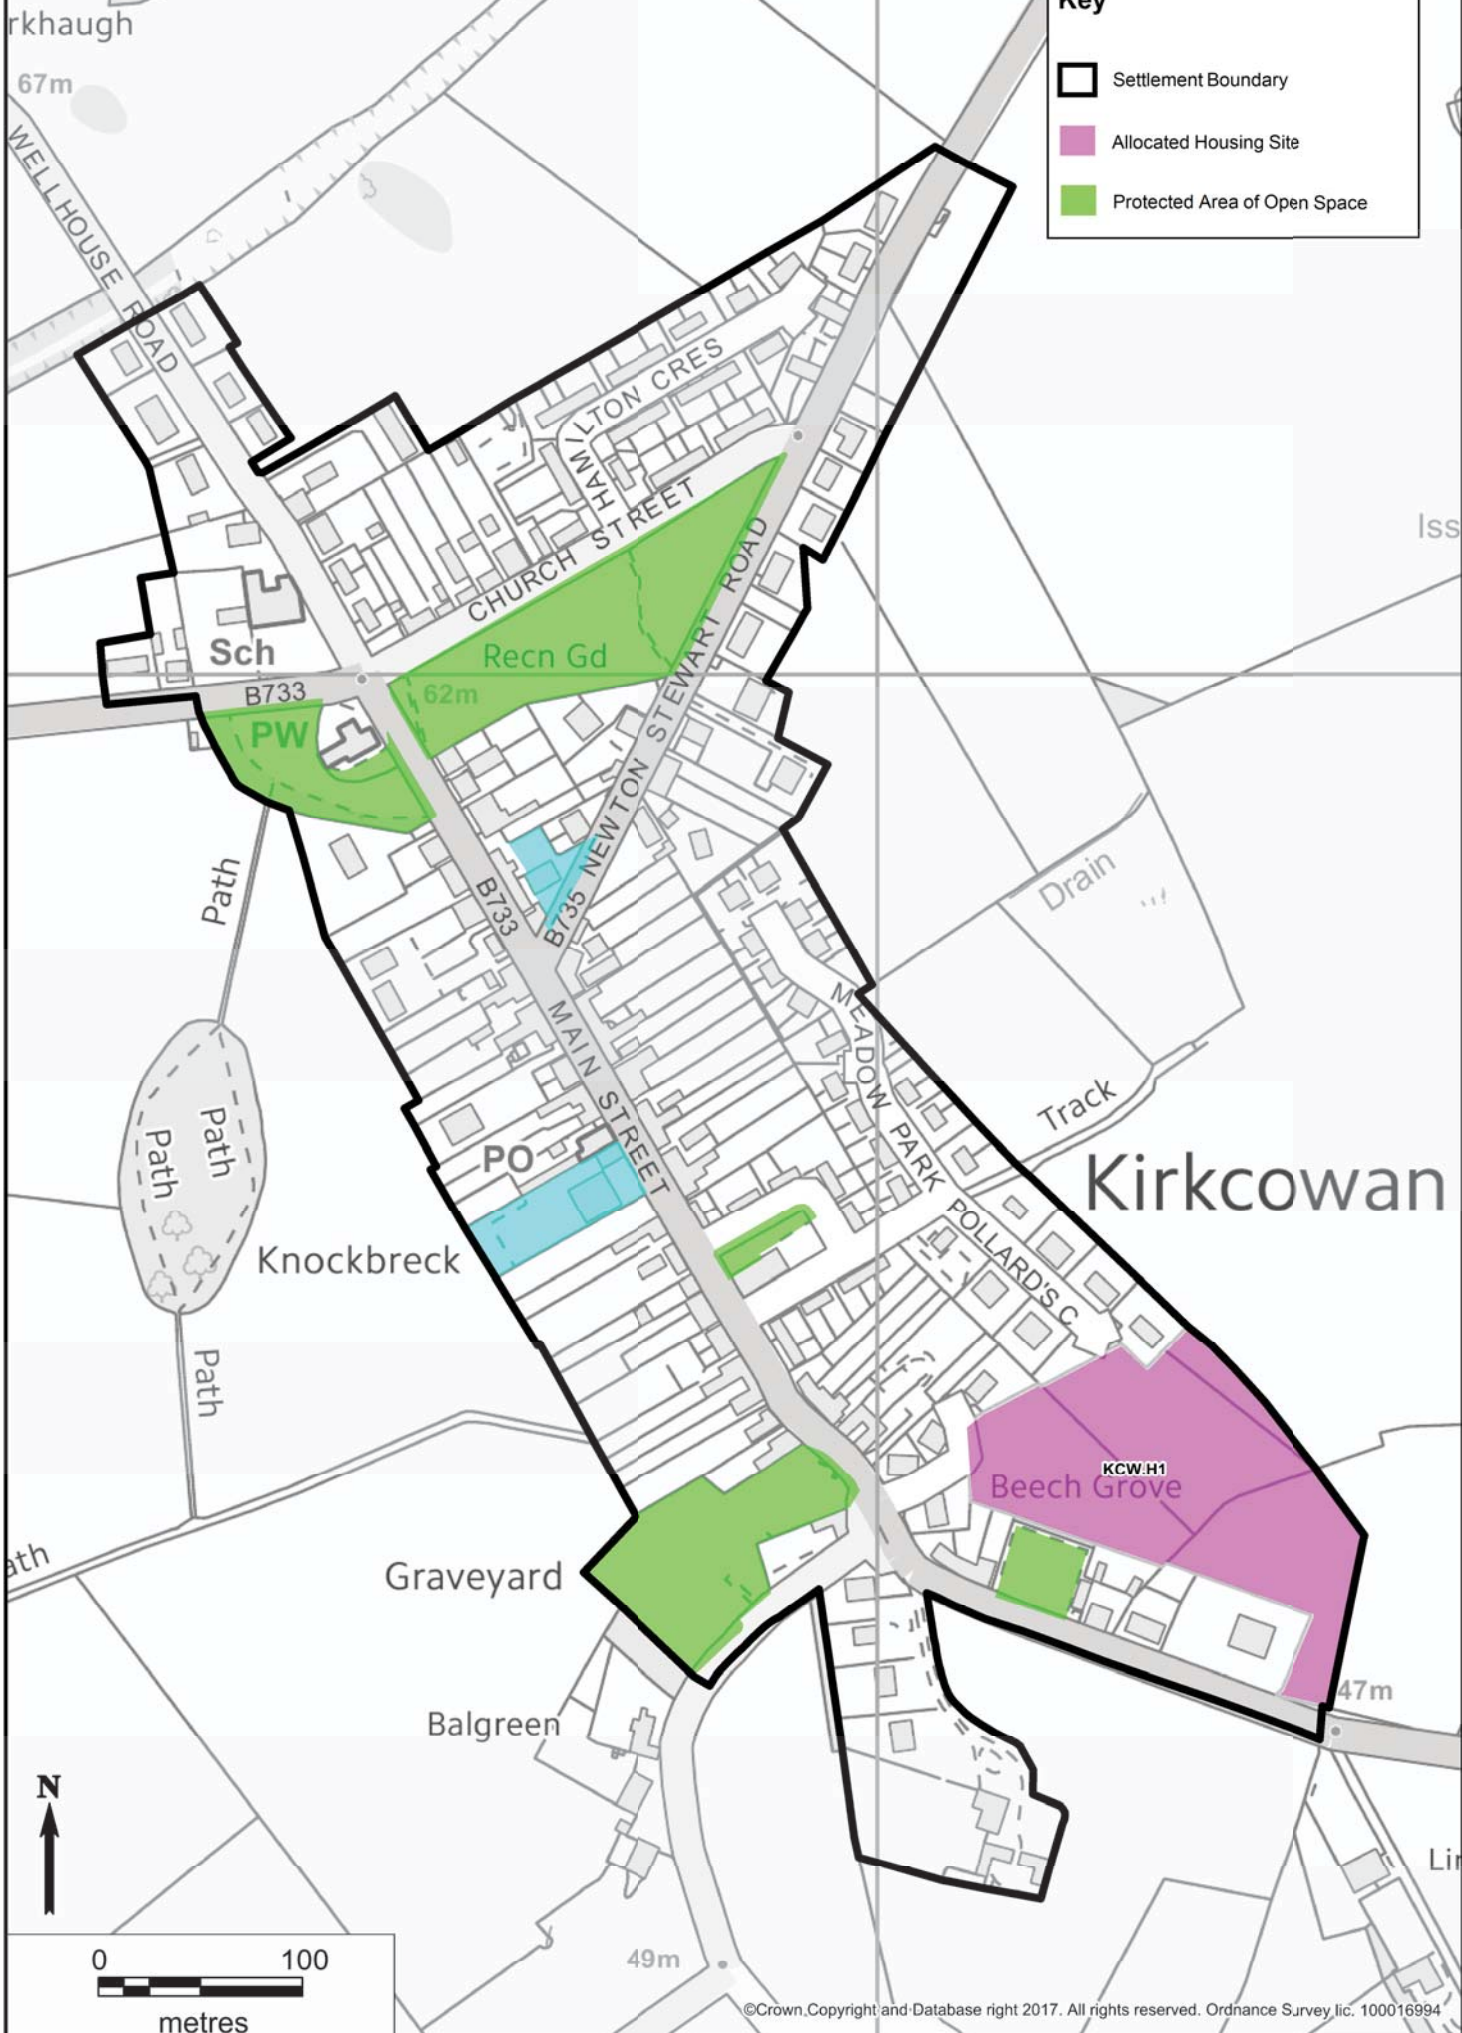 rkhaugh
Key
67m
Settlement Boundary
Allocated Housing Site
Protected Area of Open Space
WELLHOUSE ROAD
HAMILTON CRES
CHURCH STREET
Iss
Sch
Recn Gd
B733
62m
PW
B735 NEWTON STEWART ROAD
Path
B733
Drain
MAIN STREET
MEADOW PARK
Track
Path
Path
PO
Kirkcowan
POLLARD'S C
Knockbreck
Path
KCW.H1
Beech Grove
ath
Graveyard
47m
Balgreen
N
Lin
0 100
metres
49m
©Crown Copyright and Database right 2017. All rights reserved. Ordnance Survey lic. 100016994